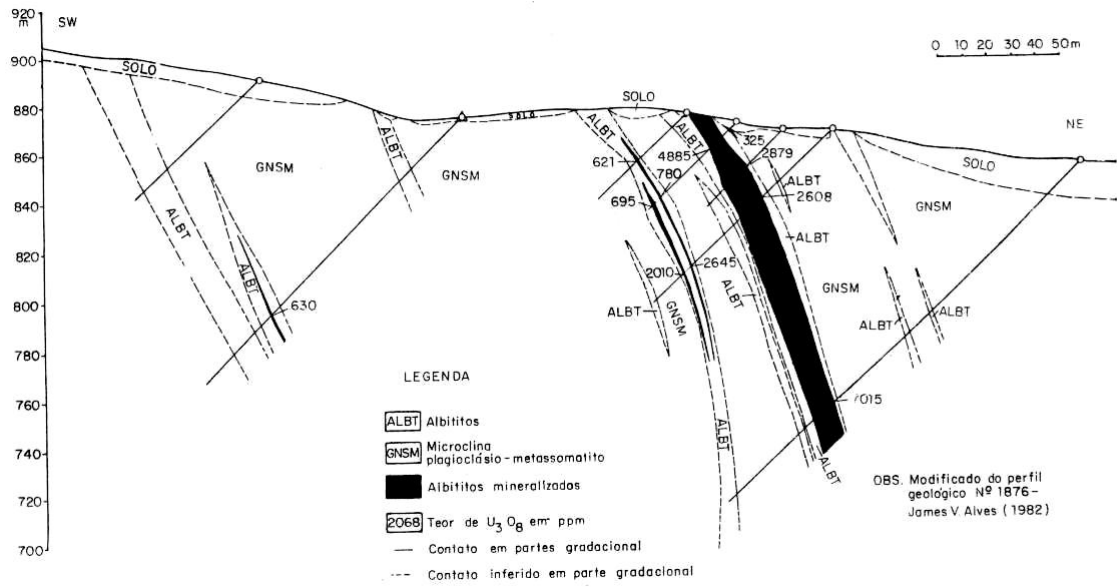 920
m
SW
900
880
860
840
820
800
780
760
740
720
700
0 10 20 30 40 50m
NE
SOLO
SOLO
SOLO
SOLO
ALBT
GNSM
ALBT
GNSM
ALBT
630
ALBT
621
ALBT
4885
780
325
2879
695
ALBT
2608
ALBT
GNSM
2010
2645
ALBT
GNSM
ALBT
GNSM
ALBT
ALBT
7015
ALBT
ALBT
LEGENDA
ALBT Albititos
GNSM Microclina
plagioclásio-metassomatito
Albititos mineralizados
2068 Teor de U3O8 em ppm
Contato em partes gradacional
Contato inferido em parte gradacional
OBS. Modificado do perfil
geológico Nº 1876-
James V. Alves (1982)